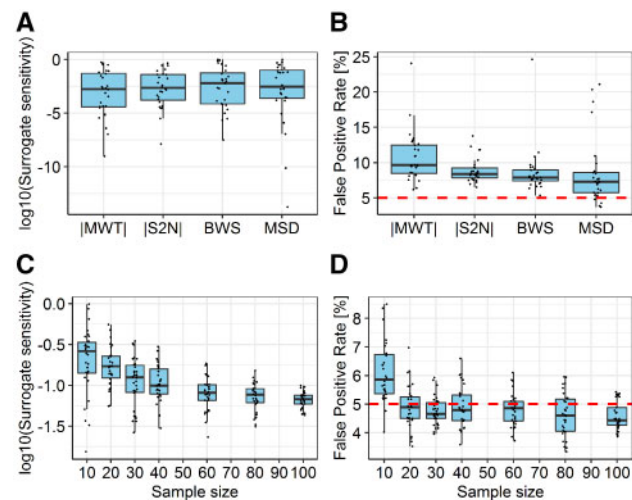 A
log10(Surrogate sensitivity)
0
-5
-10
|MWT| |S2N| BWS MSD
B
False Positive Rate [%]
25
20
15
10
5
|MWT| |S2N| BWS MSD
C
log10(Surrogate sensitivity)
0.0
-0.5
-1.0
-1.5
10 20 30 40 50 60 70 80 90 100
Sample size
D
False Positive Rate [%]
8
7
6
5
4
10 20 30 40 50 60 70 80 90 100
Sample size